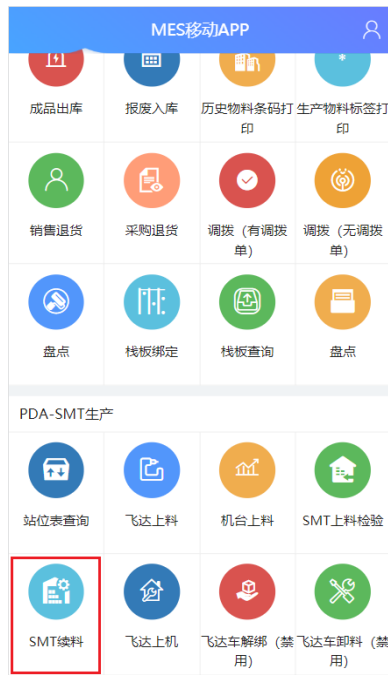 MES移动APP
成品出库 报废入库 历史物料条码打 生产物料标签打
印 印
销售退货 采购退货 调拨（有调拨 调拨（无调拨
单） 单）
盘点 栈板绑定 栈板查询 盘点
PDA-SMT生产
站位表查询 飞达上料 机台上料 SMT上料检验
SMT续料 飞达上机 飞达车解绑（禁 飞达车卸料（禁
用） 用）